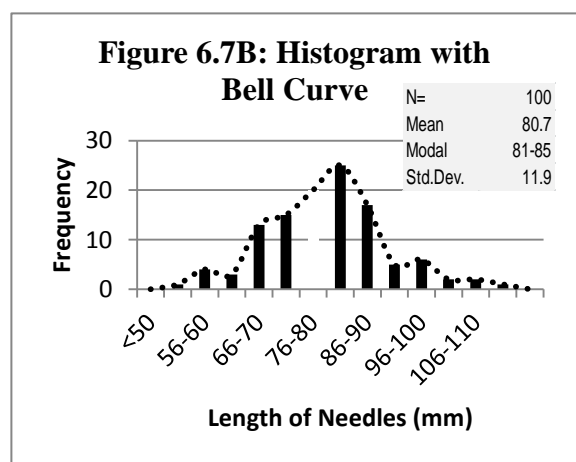 Figure 6.7B: Histogram with
Bell Curve
N= 100
Mean 80.7
Modal 81-85
Std.Dev. 11.9
Frequency
30
20
10
0
<50
56-60
66-70
76-80
86-90
96-100
106-110
Length of Needles (mm)